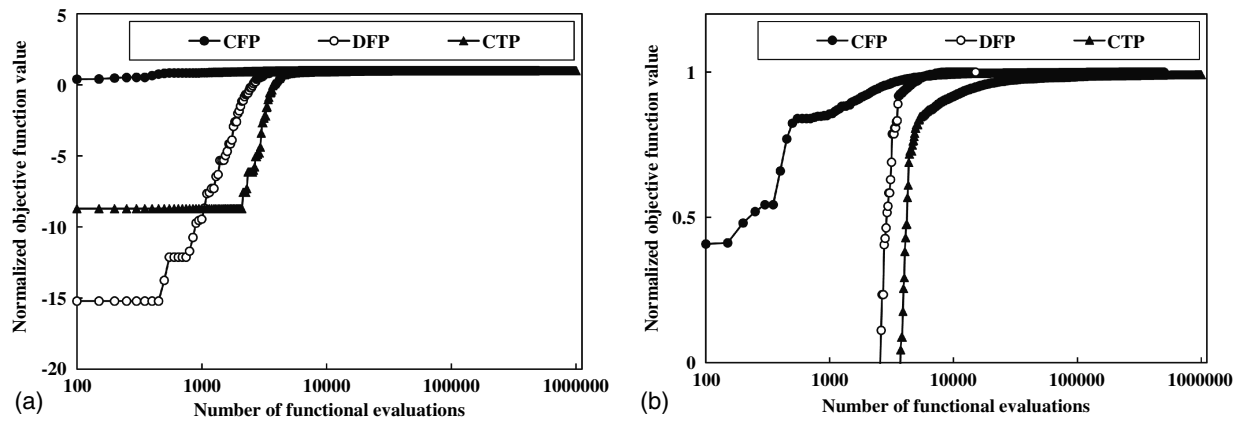 Normalized objective function value
5
0
-5
-10
-15
-20
CFP DFP CTP
100 1000 10000 100000 1000000
Number of functional evaluations
(a)
Normalized objective function value
1
0.5
0
CFP DFP CTP
100 1000 10000 100000 1000000
Number of functional evaluations
(b)